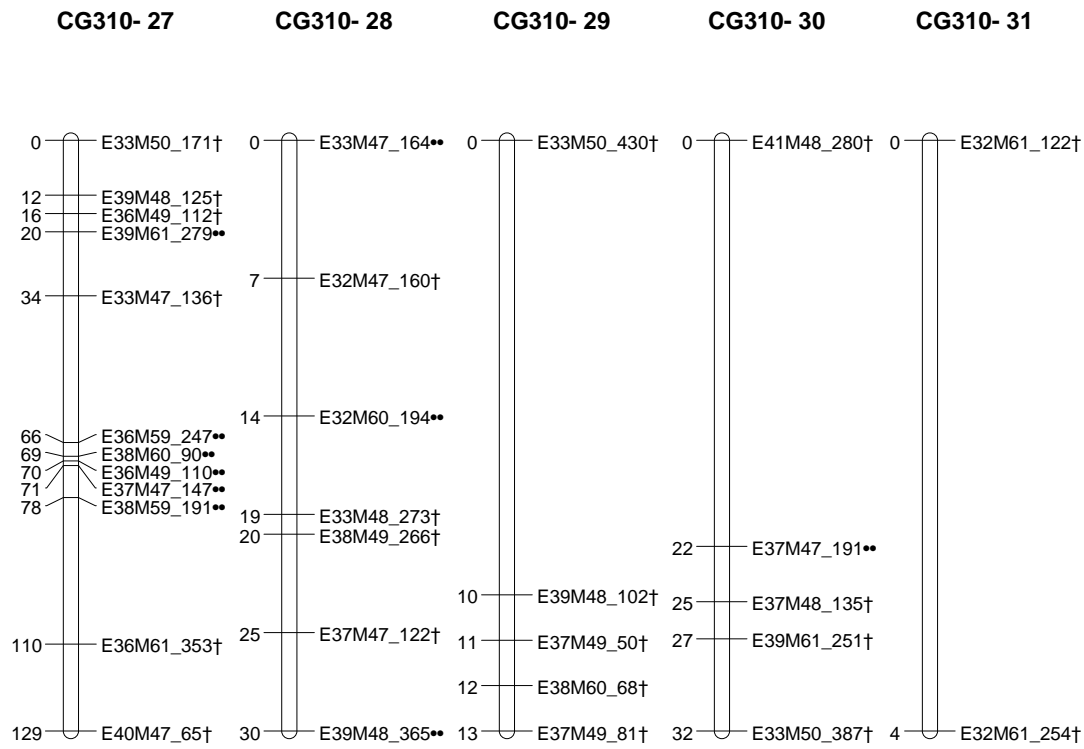 CG310- 27
0 E33M50_171†
12 E39M48_125†
16 E36M49_112†
20 E39M61_279••
34 E33M47_136†
66 E36M59_247••
69 E38M60_90••
70 E36M49_110••
71 E37M47_147••
78 E38M59_191••
110 E36M61_353†
129 E40M47_65†
CG310- 28
0 E33M47_164••
7 E32M47_160†
14 E32M60_194••
19 E33M48_273†
20 E38M49_266†
25 E37M47_122†
30 E39M48_365••
CG310- 29
0 E33M50_430†
10 E39M48_102†
11 E37M49_50†
12 E38M60_68†
13 E37M49_81†
CG310- 30
0 E41M48_280†
22 E37M47_191••
25 E37M48_135†
27 E39M61_251†
32 E33M50_387†
CG310- 31
0 E32M61_122†
4 E32M61_254†